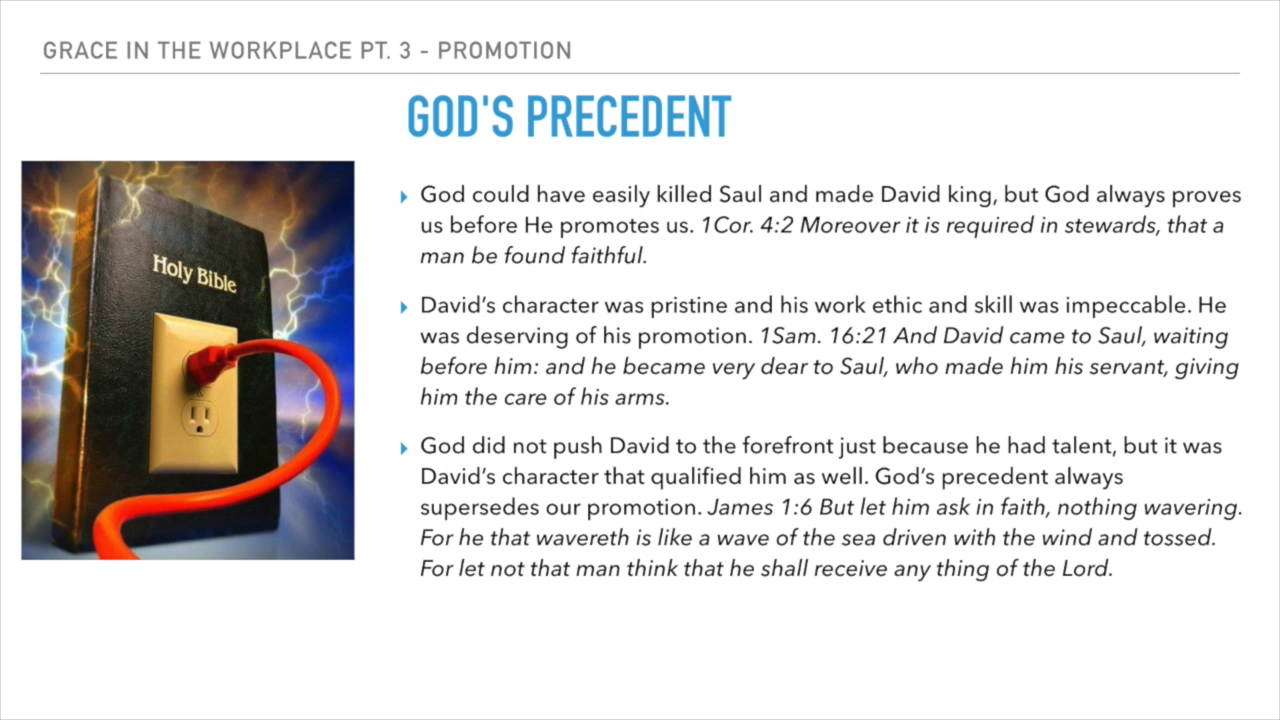 GRACE IN THE WORKPLACE PT. 3 - PROMOTION
GOD'S PRECEDENT
Holy Bible
God could have easily killed Saul and made David king, but God always proves
us before He promotes us. 1Cor. 4:2 Moreover it is required in stewards, that a
man be found faithful.
David’s character was pristine and his work ethic and skill was impeccable. He
was deserving of his promotion. 1Sam. 16:21 And David came to Saul, waiting
before him: and he became very dear to Saul, who made him his servant, giving
him the care of his arms.
God did not push David to the forefront just because he had talent, but it was
David’s character that qualified him as well. God’s precedent always
supersedes our promotion. James 1:6 But let him ask in faith, nothing wavering.
For he that wavereth is like a wave of the sea driven with the wind and tossed.
For let not that man think that he shall receive any thing of the Lord.